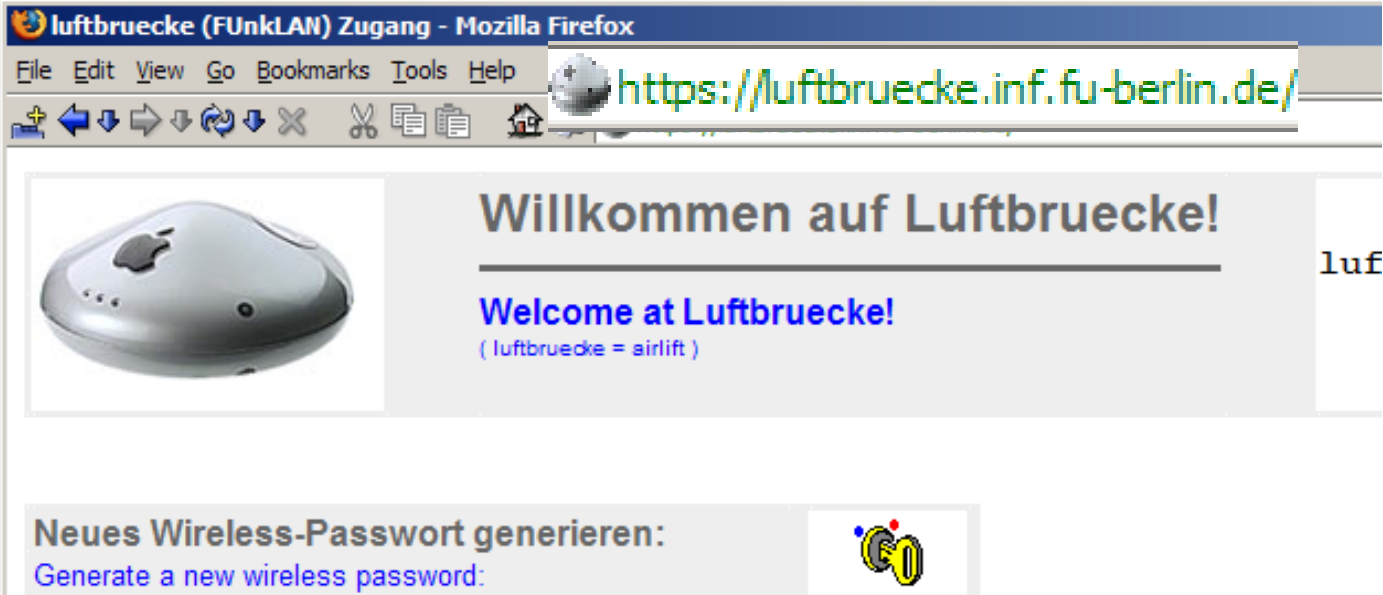 luftbruecke (FUnkLAN) Zugang - Mozilla Firefox
File Edit View Go Bookmarks Tools Help
https://luftbruecke.inf.fu-berlin.de/
Willkommen auf Luftbruecke!
luf
Welcome at Luftbruecke!
( luftbruecke = airlift )
Neues Wireless-Passwort generieren:
Generate a new wireless password: